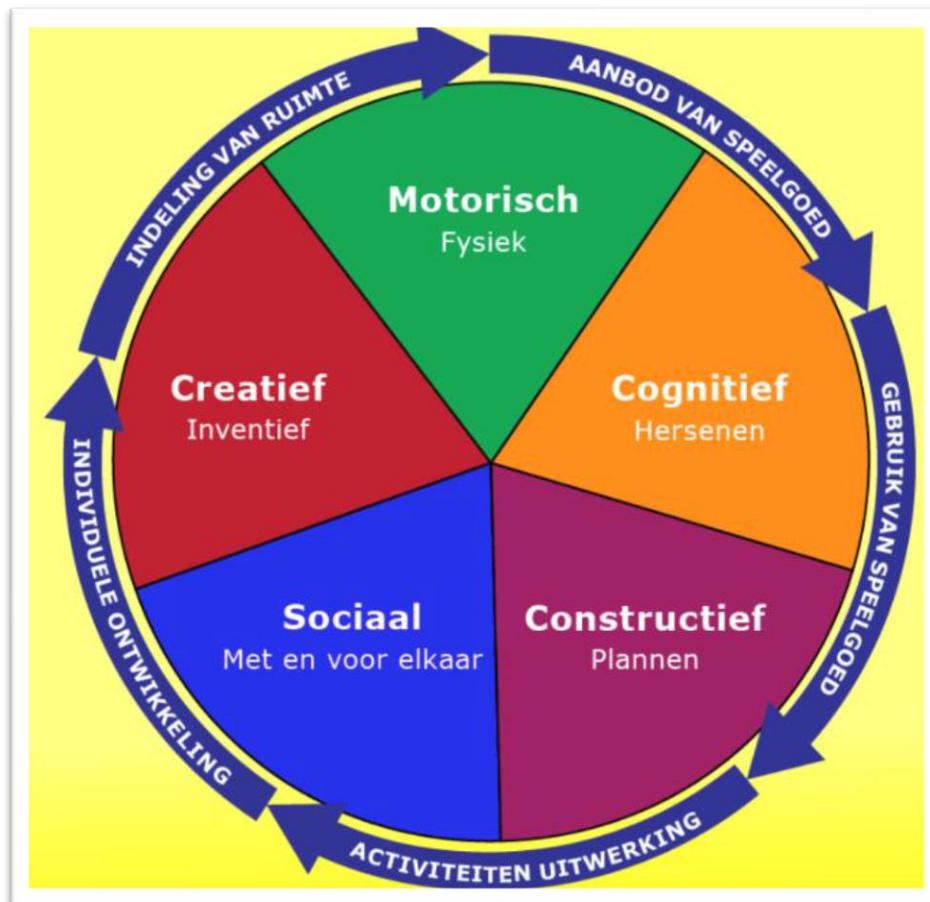 AANBOD VAN SPEELGOED
GEBRUIK VAN SPEELGOED
ACTIVITEITEN UITWERKING
INDIVIDUELE ONTWIKKELING
INDELING VAN RUIMTE
Motorisch
Fysiek
Cognitief
Hersenen
Constructief
Plannen
Sociaal
Met en voor elkaar
Creatief
Inventief